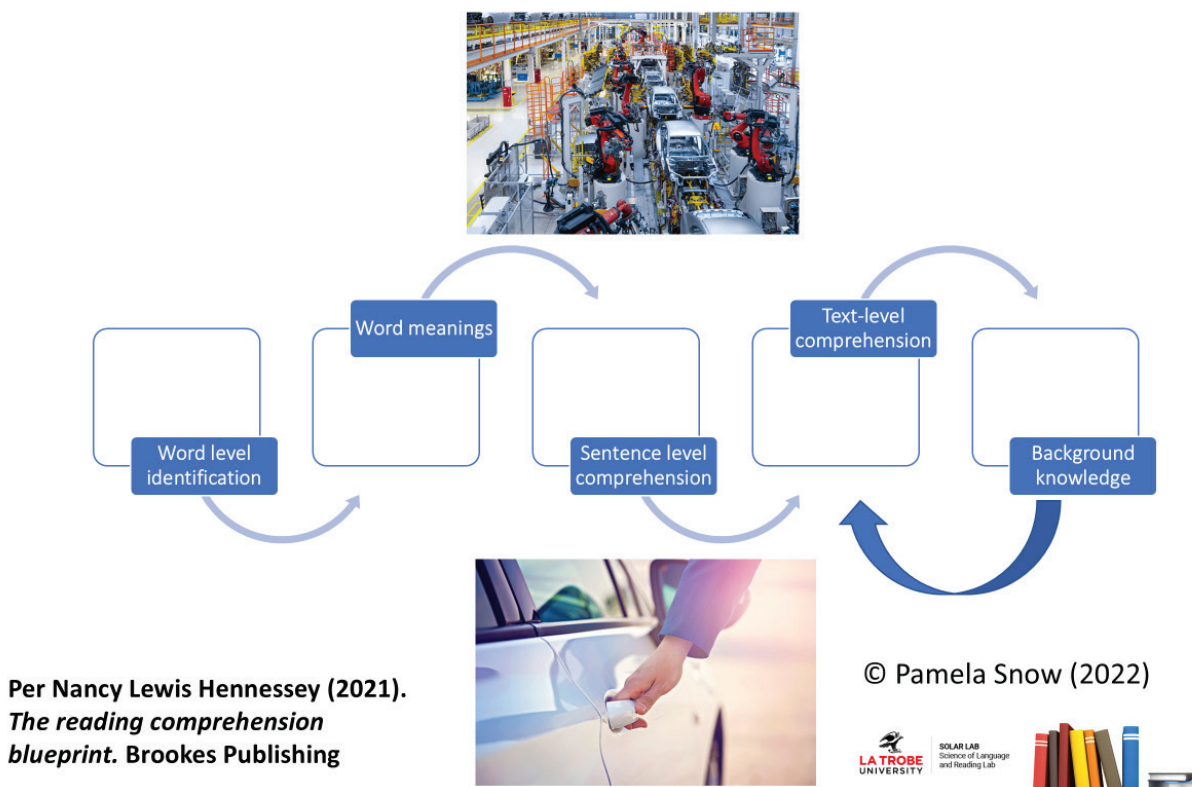 Word meanings
Text-level
comprehension
Word level
identification
Sentence level
comprehension
Background
knowledge
Per Nancy Lewis Hennessey (2021).
The reading comprehension
blueprint. Brookes Publishing
© Pamela Snow (2022)
LA TROBE
UNIVERSITY
SOLAR LAB
Science of Language
and Reading Lab